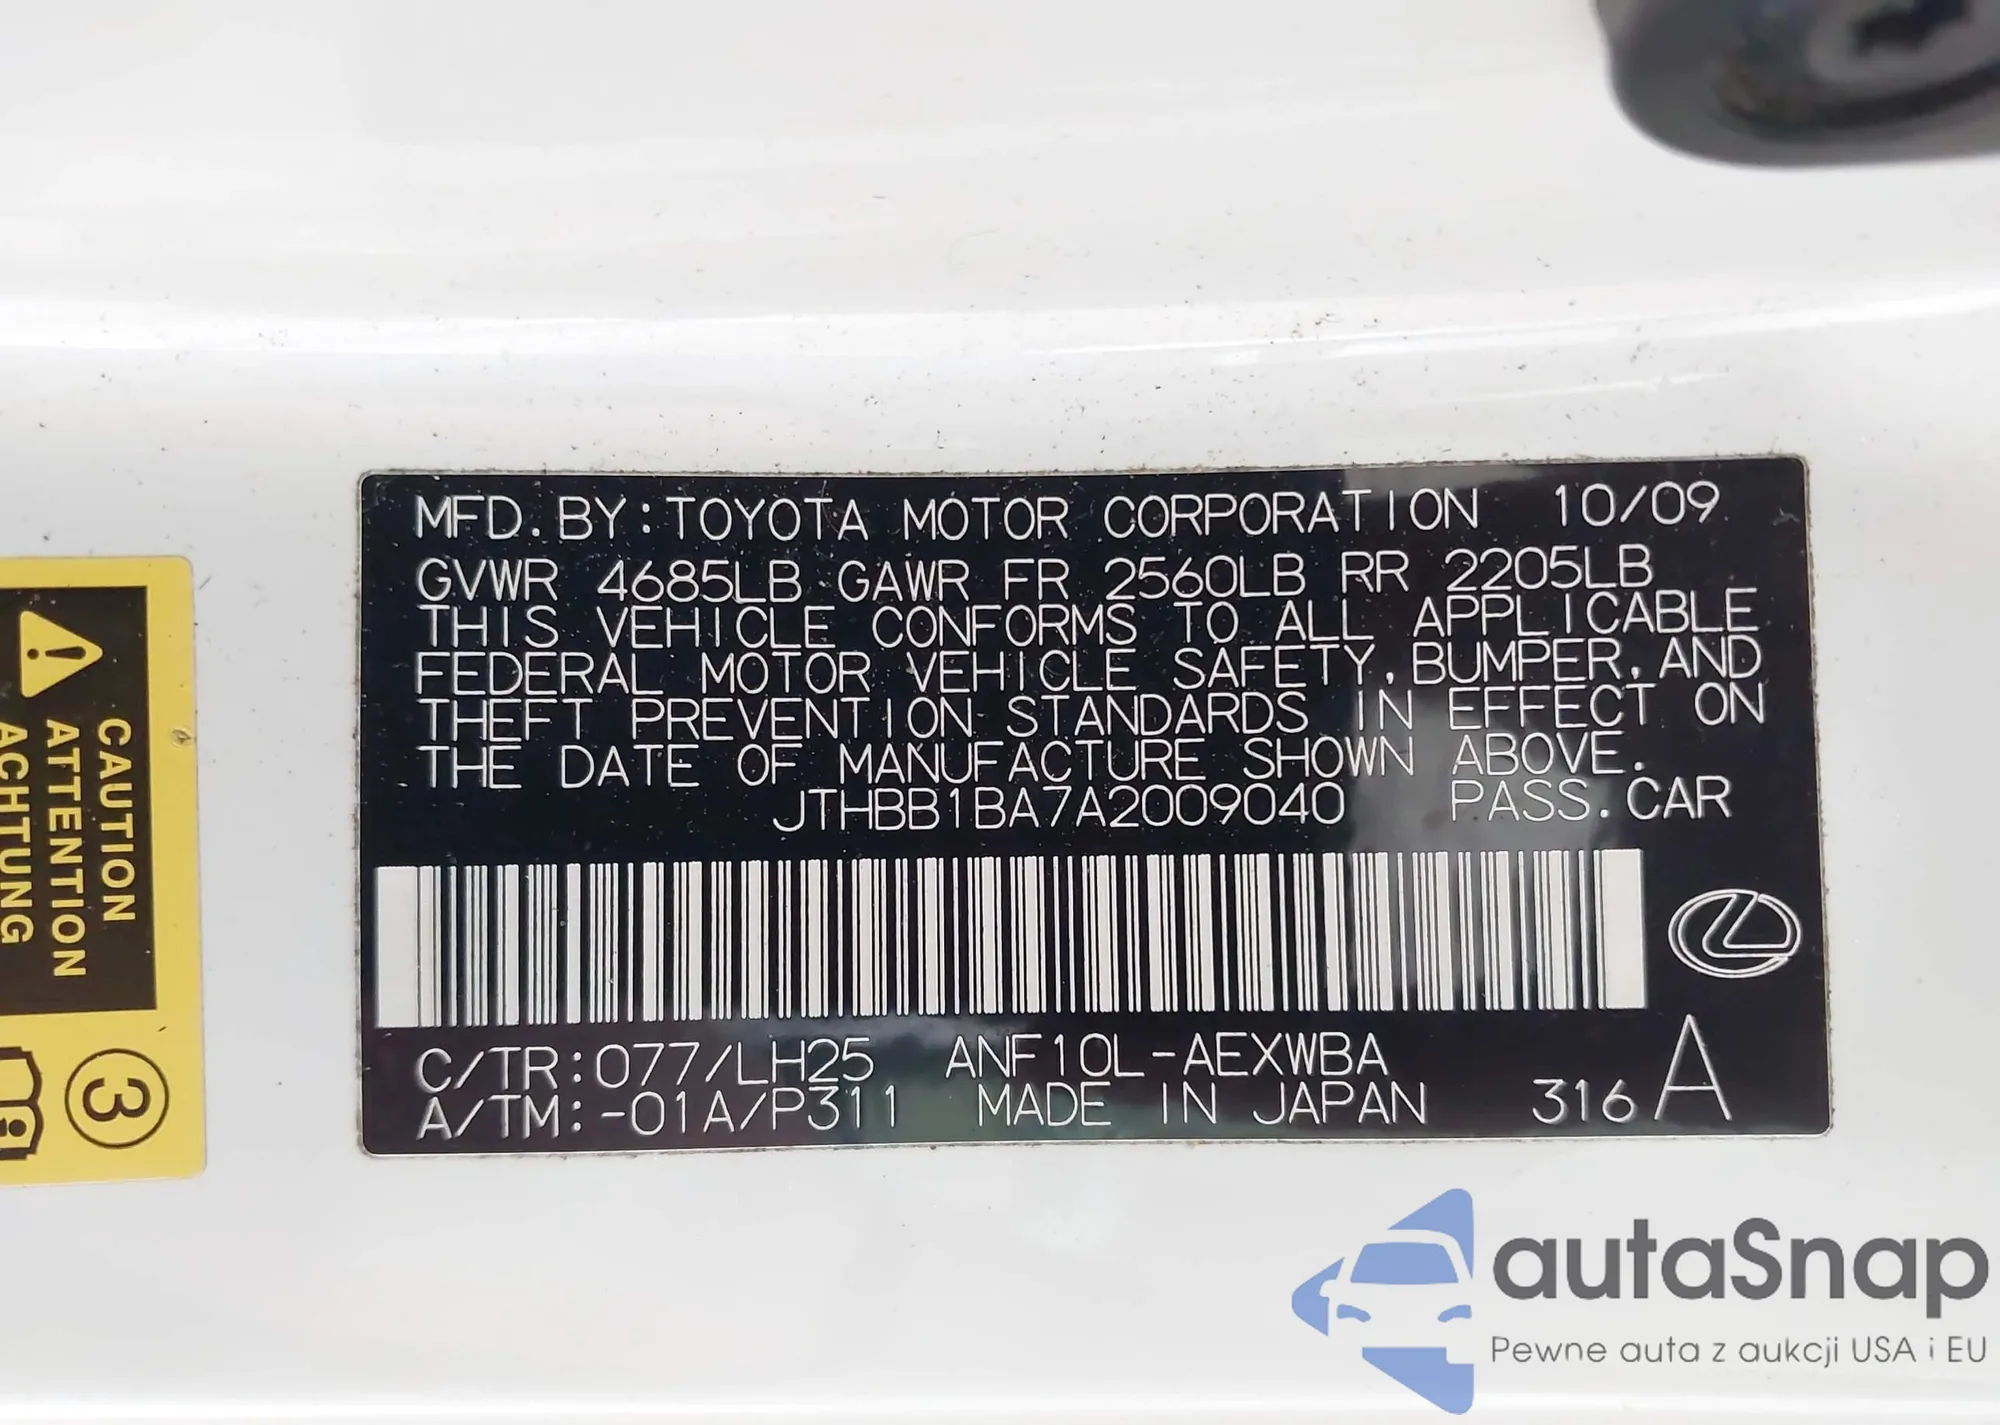 MFD. BY: TOYOTA MOTOR CORPORATION 10/09
GVWR 4685LB GAWR FR 2560LB RR 2205LB
THIS VEHICLE CONFORMS TO ALL APPLICABLE
FEDERAL MOTOR VEHICLE SAFETY, BUMPER, AND
THEFT PREVENTION STANDARDS IN EFFECT ON
THE DATE OF MANUFACTURE SHOWN ABOVE.
JTHBB1BA7A2009040 PASS. CAR
C/TR: 077/LH25 ANF10L-AEXWBA
A/TM: -01A/P311 MADE IN JAPAN 316 A
CAUTION
ATTENTION
ACHTUNG
3
autaSnap
Pewne auta z aukcji USA i EU